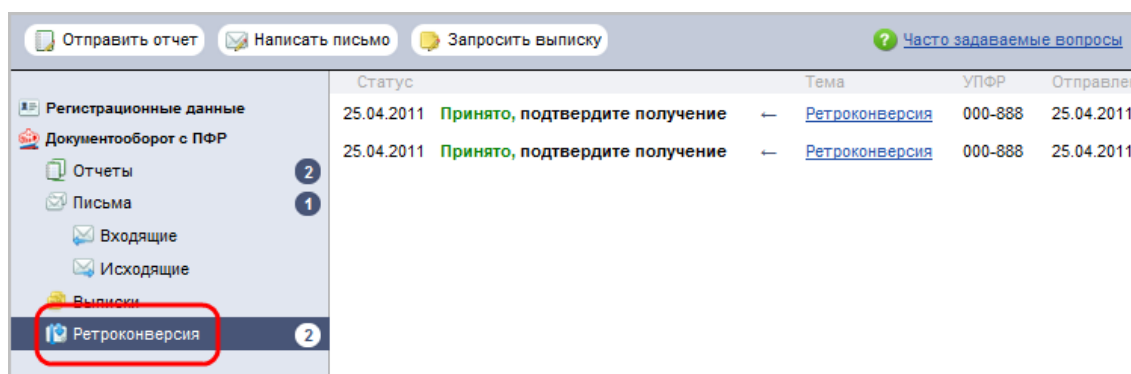 Отправить отчет Написать письмо Запросить выписку ? Часто задаваемые вопросы
Статус Тема УПФР Отправле
Регистрационные данные
25.04.2011 Принято, подтвердите получение ← Ретроконверсия 000-888 25.04.2011
Документооборот с ПФР
25.04.2011 Принято, подтвердите получение ← Ретроконверсия 000-888 25.04.2011
Отчеты 2
Письма 1
Входящие
Исходящие
Выписки
Ретроконверсия 2